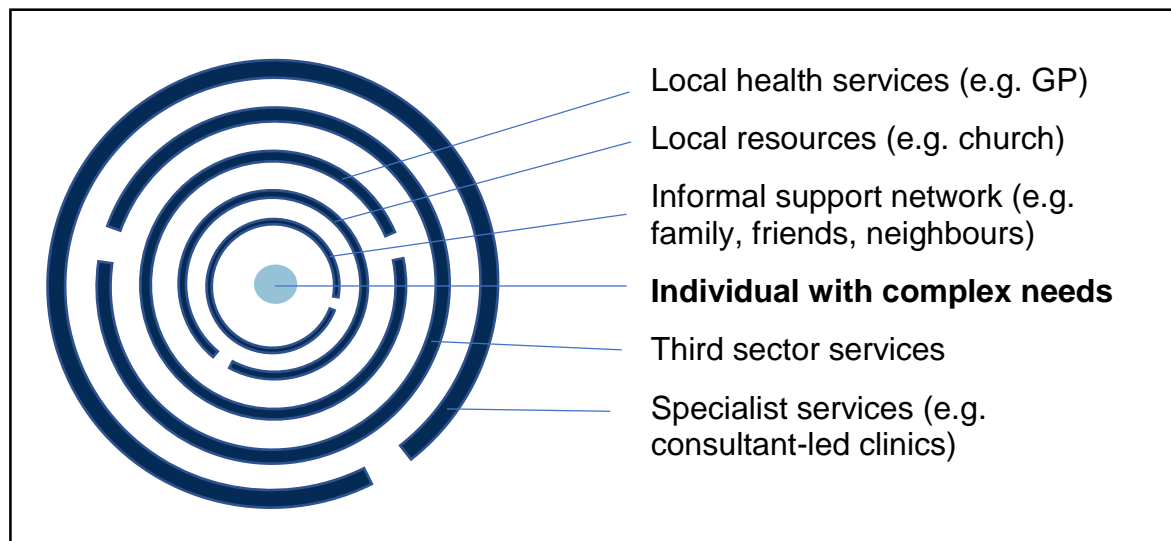 Local health services (e.g. GP)
Local resources (e.g. church)
Informal support network (e.g.
family, friends, neighbours)
Individual with complex needs
Third sector services
Specialist services (e.g.
consultant-led clinics)